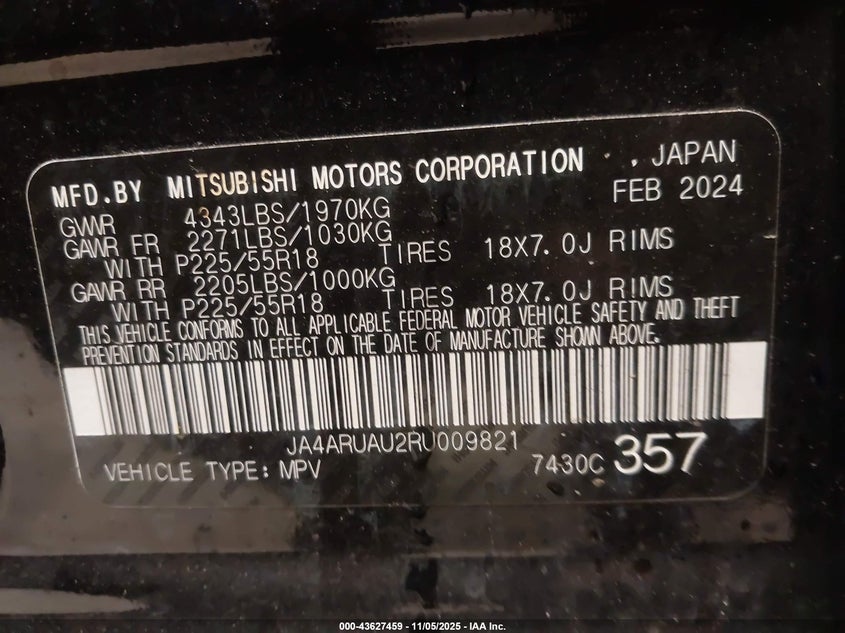 MFD.BY MITSUBISHI MOTORS CORPORATION , JAPAN
FEB 2024
GWR 4343LBS/1970KG
GAWR FR 2271LBS/1030KG
WITH P225/55R18 TIRES 18X7.0J RIMS
GAWR RR 2205LBS/1000KG
WITH P225/55R18 TIRES 18X7.0J RIMS
THIS VEHICLE CONFORMS TO ALL APPLICABLE FEDERAL MOTOR VEHICLE SAFETY AND THEFT
PREVENTION STANDARDS IN EFFECT ON THE DATE OF MANUFACTURE SHOWN ABOVE.
JA4ARUAU2RU009821
VEHICLE TYPE: MPV 7430C 357
000-43627459 - 11/05/2025 - IAA Inc.